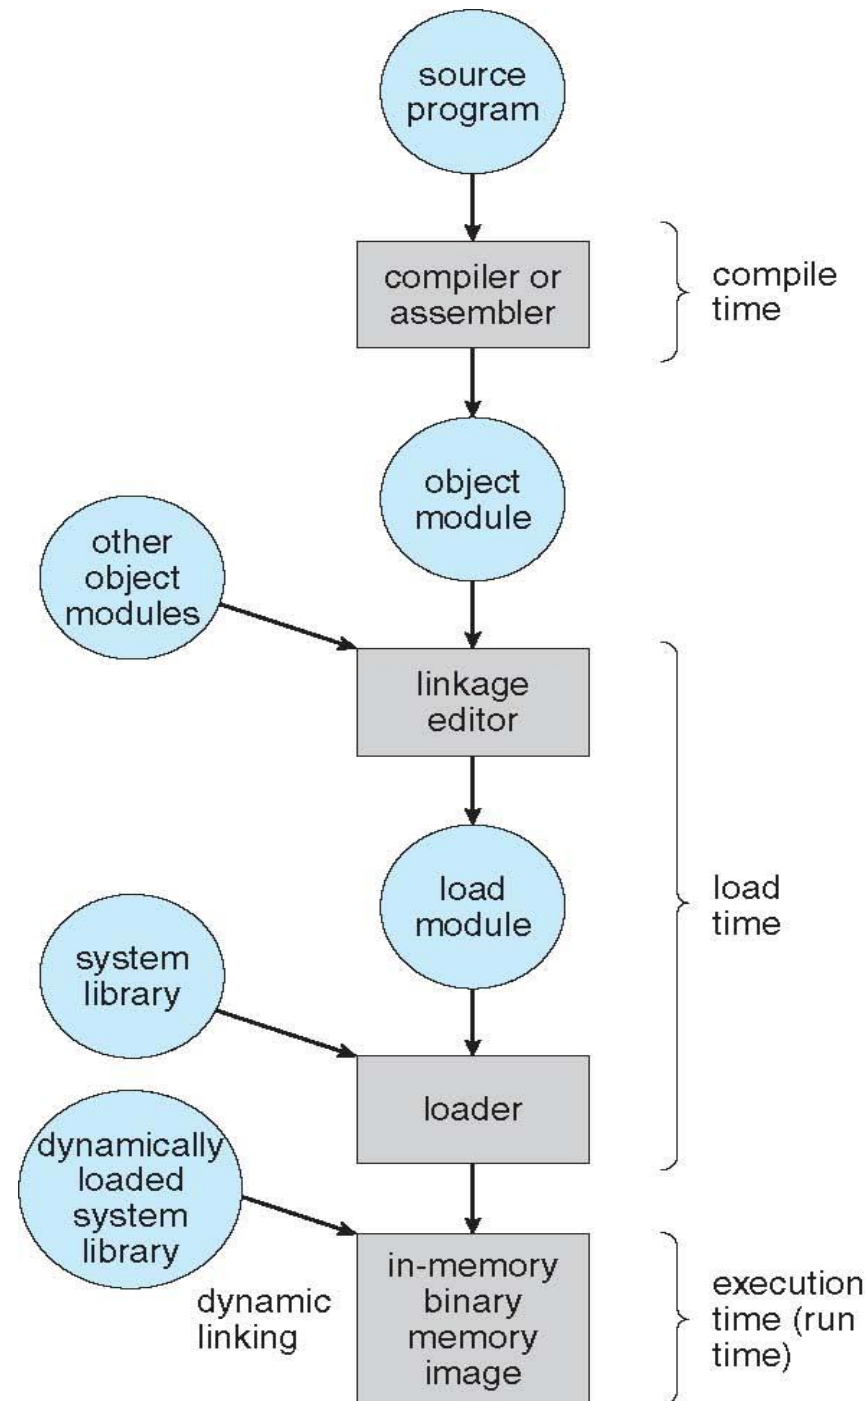 source
program
compiler or
assembler
compile
time
object
module
other
object
modules
linkage
editor
load
module
load
time
system
library
loader
dynamically
loaded
system
library
dynamic
linking
in-memory
binary
memory
image
execution
time (run
time)